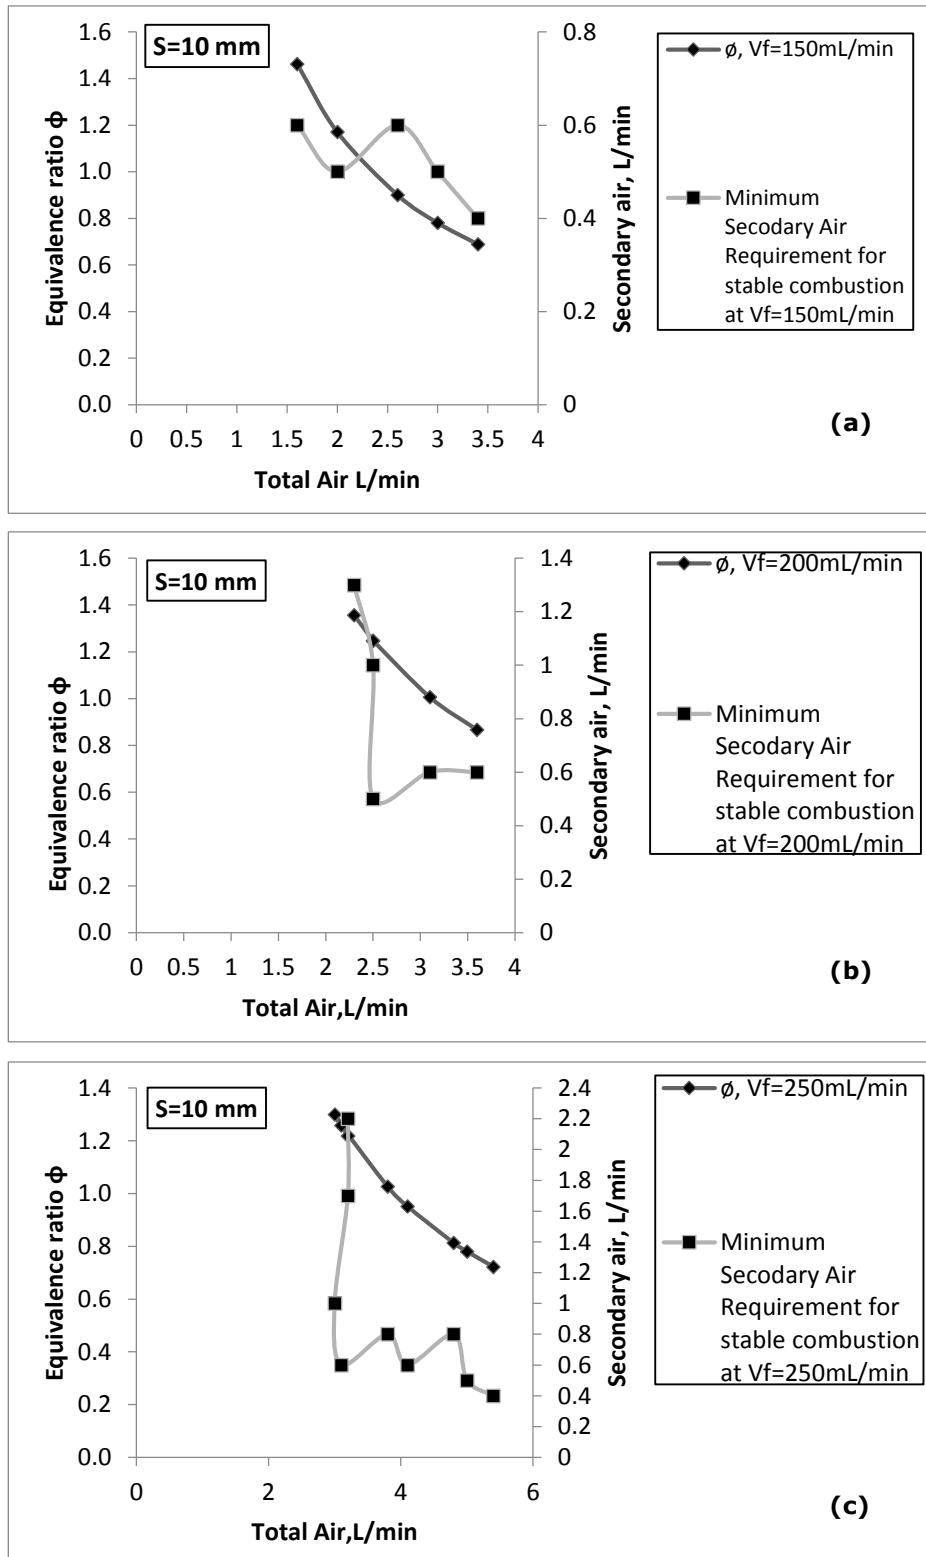 S=10 mm
1.6
1.4
1.2
1.0
0.8
0.6
0.4
0.2
0.0
Equivalence ratio ϕ
0.8
0.6
0.4
0.2
0
Secondary air, L/min
0 0.5 1 1.5 2 2.5 3 3.5 4
Total Air L/min
ø, Vf=150mL/min
Minimum
Secodary Air
Requirement for
stable combustion
at Vf=150mL/min
(a)
S=10 mm
1.6
1.4
1.2
1.0
0.8
0.6
0.4
0.2
0.0
Equivalence ratio ϕ
1.4
1.2
1
0.8
0.6
0.4
0.2
0
Secondary air, L/min
0 0.5 1 1.5 2 2.5 3 3.5 4
Total Air,L/min
ø, Vf=200mL/min
Minimum
Secodary Air
Requirement for
stable combustion
at Vf=200mL/min
(b)
S=10 mm
1.4
1.2
1.0
0.8
0.6
0.4
0.2
0.0
Equivalence ratio ϕ
2.4
2.2
2
1.8
1.6
1.4
1.2
1
0.8
0.6
0.4
0.2
0
Secondary air, L/min
0 2 4 6
Total Air,L/min
ø, Vf=250mL/min
Minimum
Secodary Air
Requirement for
stable combustion
at Vf=250mL/min
(c)